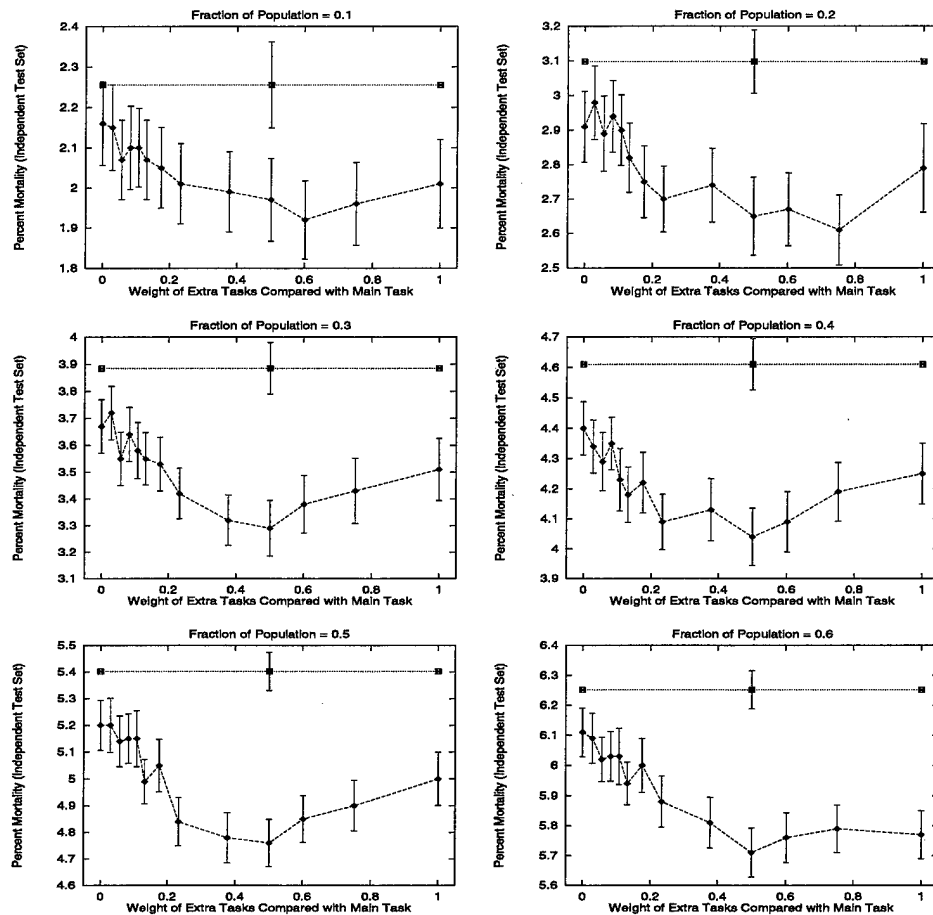 Fraction of Population = 0.1
Percent Mortality (Independent Test Set)
2.4
2.3
2.2
2.1
2
1.9
1.8
0 0.2 0.4 0.6 0.8 1
Weight of Extra Tasks Compared with Main Task
Fraction of Population = 0.2
Percent Mortality (Independent Test Set)
3.2
3.1
3
2.9
2.8
2.7
2.6
2.5
0 0.2 0.4 0.6 0.8 1
Weight of Extra Tasks Compared with Main Task
Fraction of Population = 0.3
Percent Mortality (Independent Test Set)
4
3.9
3.8
3.7
3.6
3.5
3.4
3.3
3.2
3.1
0 0.2 0.4 0.6 0.8 1
Weight of Extra Tasks Compared with Main Task
Fraction of Population = 0.4
Percent Mortality (Independent Test Set)
4.7
4.6
4.5
4.4
4.3
4.2
4.1
4
3.9
0 0.2 0.4 0.6 0.8 1
Weight of Extra Tasks Compared with Main Task
Fraction of Population = 0.5
Percent Mortality (Independent Test Set)
5.5
5.4
5.3
5.2
5.1
5
4.9
4.8
4.7
4.6
0 0.2 0.4 0.6 0.8 1
Weight of Extra Tasks Compared with Main Task
Fraction of Population = 0.6
Percent Mortality (Independent Test Set)
6.4
6.3
6.2
6.1
6
5.9
5.8
5.7
5.6
0 0.2 0.4 0.6 0.8 1
Weight of Extra Tasks Compared with Main Task